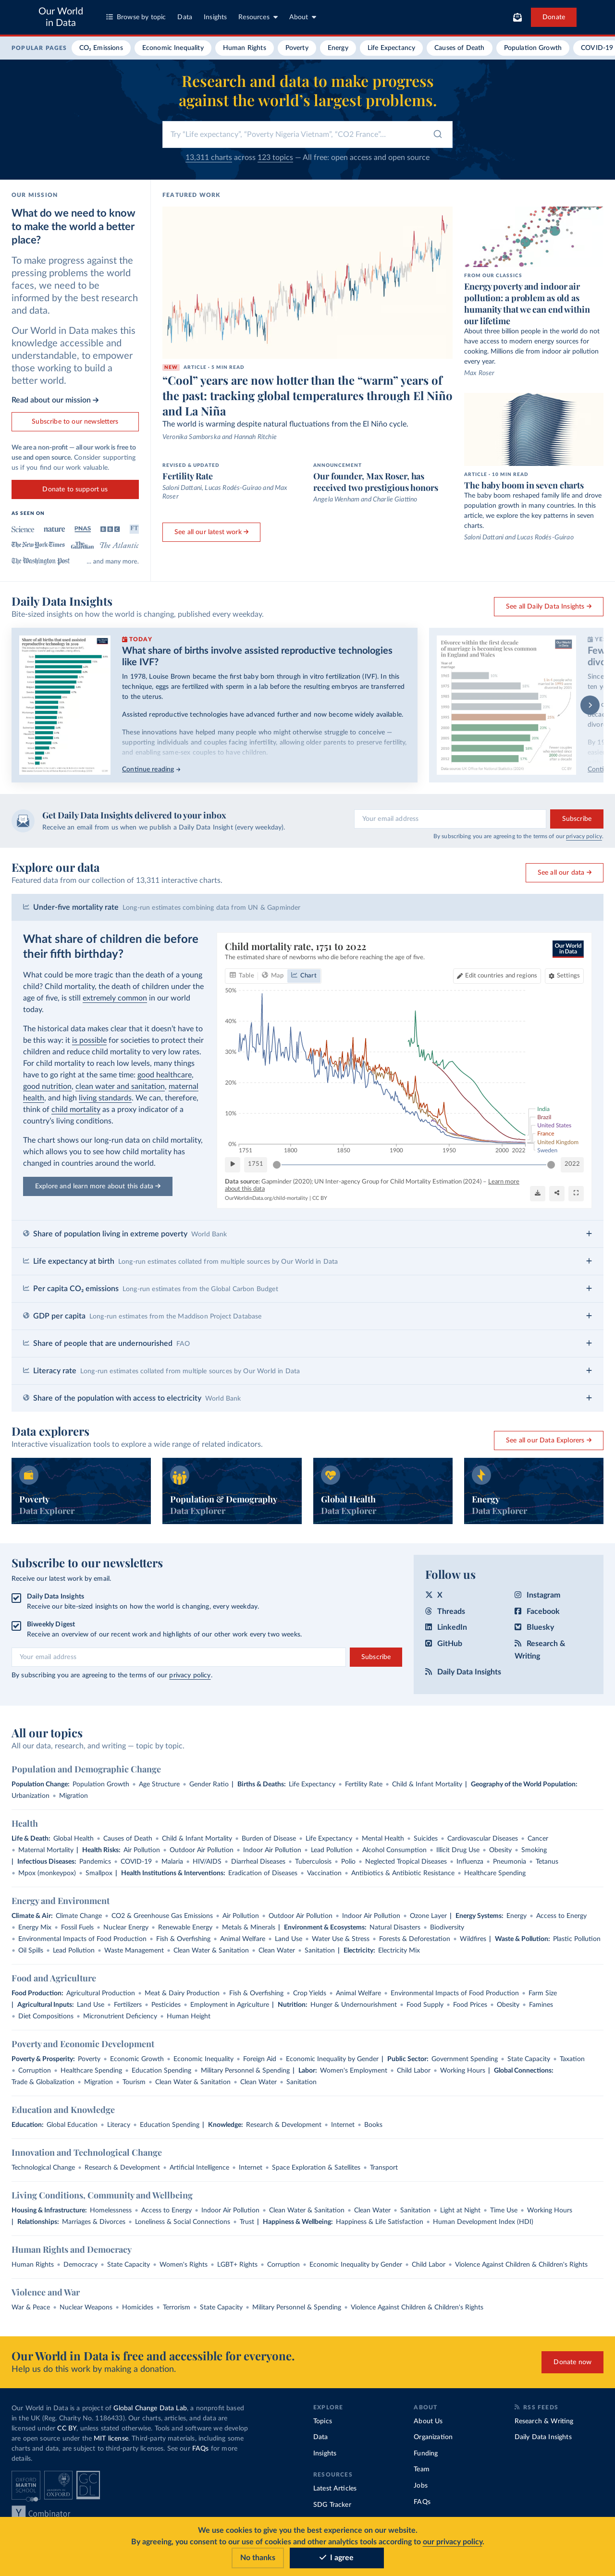 Our World
in Data
Browse by topic
Data
Insights
Resources
About
Donate
POPULAR PAGES
CO₂ Emissions
Economic Inequality
Human Rights
Poverty
Energy
Life Expectancy
Causes of Death
Population Growth
COVID-19
Research and data to make progress
against the world’s largest problems.
Try "Life expectancy", "Poverty Nigeria Vietnam", "CO2 France"...
13,311 charts across 123 topics — All free: open access and open source
OUR MISSION
What do we need to know
to make the world a better
place?
To make progress against the
pressing problems the world
faces, we need to be
informed by the best research
and data.
Our World in Data makes this
knowledge accessible and
understandable, to empower
those working to build a
better world.
Read about our mission →
Subscribe to our newsletters
We are a non-profit — all our work is free to
use and open source. Consider supporting
us if you find our work valuable.
Donate to support us
AS SEEN ON
Science
nature
PNAS
BBC
FT
The New York Times
The Guardian
The Atlantic
The Washington Post
... and many more.
FEATURED WORK
NEW ARTICLE - 3 MIN READ
“Cool” years are now hotter than the “warm” years of
the past: tracking global temperatures through El Niño
and La Niña
The world is warming despite natural fluctuations from the El Niño cycle.
Veronika Samborska and Hannah Ritchie
REVISED & UPDATED
Fertility Rate
Saloni Dattani, Lucas Rodés-Guirao and Max
Roser
ANNOUNCEMENT
Our founder, Max Roser, has
received two prestigious honors
Angela Wenham and Charlie Giattino
See all our latest work →
FROM OUR CLASSICS
Energy poverty and indoor air
pollution: a problem as old as
humanity that we can end within
our lifetime
About three billion people in the world do not
have access to modern energy sources for
cooking. Millions die from indoor air pollution
every year.
Max Roser
ARTICLE - 10 MIN READ
The baby boom in seven charts
The baby boom reshaped family life and drove
population growth in many countries. In this
article, we explore the key patterns in seven
charts.
Saloni Dattani and Lucas Rodés-Guirao
Daily Data Insights
Bite-sized insights on how the world is changing, published every weekday.
See all Daily Data Insights →
TODAY
What share of births involve assisted reproductive technologies
like IVF?
In 1978, Louise Brown became the first baby born through in vitro fertilization (IVF). In this
technique, eggs are fertilized with sperm in a lab before the resulting embryos are transferred
to the uterus.
Assisted reproductive technologies have advanced further and now become widely available.
These innovations have helped many people who might otherwise struggle to conceive —
supporting individuals and couples facing infertility, allowing older parents to preserve fertility,
and enabling same-sex couples to have children.
Continue reading →
Divorce within the first decade
of marriage is becoming less common
in England and Wales
Get Daily Data Insights delivered to your inbox
Receive an email from us when we publish a Daily Data Insight (every weekday).
Your email address
Subscribe
By subscribing you are agreeing to the terms of our privacy policy.
Explore our data
Featured data from our collection of 13,311 interactive charts.
See all our data →
Under-five mortality rate Long-run estimates combining data from UN & Gapminder
What share of children die before
their fifth birthday?
What could be more tragic than the death of a young
child? Child mortality, the death of children under the
age of five, is still extremely common in our world
today.
The historical data makes clear that it doesn’t have to
be this way: it is possible for societies to protect their
children and reduce child mortality to very low rates.
For child mortality to reach low levels, many things
have to go right at the same time: good healthcare,
good nutrition, clean water and sanitation, maternal
health, and high living standards. We can, therefore,
think of child mortality as a proxy indicator of a
country’s living conditions.
The chart shows our long-run data on child mortality,
which allows you to see how child mortality has
changed in countries around the world.
Explore and learn more about this data →
Child mortality rate, 1751 to 2022
The estimated share of newborns who die before reaching the age of five.
Our World
in Data
Table
Map
Chart
Edit countries and regions
Settings
50%
40%
30%
20%
10%
0%
1751
1800
1850
1900
1950
2000 2022
India
Brazil
United States
France
United Kingdom
Sweden
1751
2022
Data source: Gapminder (2020); UN Inter-agency Group for Child Mortality Estimation (2024) – Learn more
about this data
OurWorldinData.org/child-mortality | CC BY
Share of population living in extreme poverty World Bank
Life expectancy at birth Long-run estimates collated from multiple sources by Our World in Data
Per capita CO₂ emissions Long-run estimates from the Global Carbon Budget
GDP per capita Long-run estimates from the Maddison Project Database
Share of people that are undernourished FAO
Literacy rate Long-run estimates collated from multiple sources by Our World in Data
Share of the population with access to electricity World Bank
Data explorers
Interactive visualization tools to explore a wide range of related indicators.
See all our Data Explorers →
Poverty
Data Explorer
Population & Demography
Data Explorer
Global Health
Data Explorer
Energy
Data Explorer
Subscribe to our newsletters
Receive our latest work by email.
Daily Data Insights
Receive our bite-sized insights on how the world is changing, every weekday.
Biweekly Digest
Receive an overview of our recent work and highlights of our other work every two weeks.
Your email address
Subscribe
By subscribing you are agreeing to the terms of our privacy policy.
Follow us
X
Threads
LinkedIn
GitHub
Daily Data Insights
Instagram
Facebook
Bluesky
Research &
Writing
All our topics
All our data, research, and writing — topic by topic.
Population and Demographic Change
Population Change: Population Growth • Age Structure • Gender Ratio | Births & Deaths: Life Expectancy • Fertility Rate • Child & Infant Mortality | Geography of the World Population:
Urbanization • Migration
Health
Life & Death: Global Health • Causes of Death • Child & Infant Mortality • Burden of Disease • Life Expectancy • Mental Health • Suicides • Cardiovascular Diseases • Cancer
• Maternal Mortality | Health Risks: Air Pollution • Outdoor Air Pollution • Indoor Air Pollution • Lead Pollution • Alcohol Consumption • Illicit Drug Use • Obesity • Smoking
| Infectious Diseases: Pandemics • COVID-19 • Malaria • HIV/AIDS • Diarrheal Diseases • Tuberculosis • Polio • Neglected Tropical Diseases • Influenza • Pneumonia • Tetanus
• Mpox (monkeypox) • Smallpox | Health Institutions & Interventions: Eradication of Diseases • Vaccination • Antibiotics & Antibiotic Resistance • Healthcare Spending
Energy and Environment
Climate & Air: Climate Change • CO2 & Greenhouse Gas Emissions • Air Pollution • Outdoor Air Pollution • Indoor Air Pollution • Ozone Layer | Energy Systems: Energy • Access to Energy
• Energy Mix • Fossil Fuels • Nuclear Energy • Renewable Energy • Metals & Minerals | Environment & Ecosystems: Natural Disasters • Biodiversity
• Environmental Impacts of Food Production • Fish & Overfishing • Animal Welfare • Land Use • Water Use & Stress • Forests & Deforestation • Wildfires | Waste & Pollution: Plastic Pollution
• Oil Spills • Lead Pollution • Waste Management • Clean Water & Sanitation • Clean Water • Sanitation | Electricity: Electricity Mix
Food and Agriculture
Food Production: Agricultural Production • Meat & Dairy Production • Fish & Overfishing • Crop Yields • Animal Welfare • Environmental Impacts of Food Production • Farm Size
| Agricultural Inputs: Land Use • Fertilizers • Pesticides • Employment in Agriculture | Nutrition: Hunger & Undernourishment • Food Supply • Food Prices • Obesity • Famines
• Diet Compositions • Micronutrient Deficiency • Human Height
Poverty and Economic Development
Poverty & Prosperity: Poverty • Economic Growth • Economic Inequality • Foreign Aid • Economic Inequality by Gender | Public Sector: Government Spending • State Capacity • Taxation
• Corruption • Healthcare Spending • Education Spending • Military Personnel & Spending | Labor: Women's Employment • Child Labor • Working Hours | Global Connections:
Trade & Globalization • Migration • Tourism • Clean Water & Sanitation • Clean Water • Sanitation
Education and Knowledge
Education: Global Education • Literacy • Education Spending | Knowledge: Research & Development • Internet • Books
Innovation and Technological Change
Technological Change • Research & Development • Artificial Intelligence • Internet • Space Exploration & Satellites • Transport
Living Conditions, Community and Wellbeing
Housing & Infrastructure: Homelessness • Access to Energy • Indoor Air Pollution • Clean Water & Sanitation • Clean Water • Sanitation • Light at Night • Time Use • Working Hours
| Relationships: Marriages & Divorces • Loneliness & Social Connections • Trust | Happiness & Wellbeing: Happiness & Life Satisfaction • Human Development Index (HDI)
Human Rights and Democracy
Human Rights • Democracy • State Capacity • Women's Rights • LGBT+ Rights • Corruption • Economic Inequality by Gender • Child Labor • Violence Against Children & Children's Rights
Violence and War
War & Peace • Nuclear Weapons • Homicides • Terrorism • State Capacity • Military Personnel & Spending • Violence Against Children & Children's Rights
Our World in Data is free and accessible for everyone.
Help us do this work by making a donation.
Donate now
Our World in Data is a project of Global Change Data Lab, a nonprofit based
in the UK (Reg. Charity No. 1186433). Our charts, articles, and data are
licensed under CC BY, unless stated otherwise. Tools and software we develop
are open source under the MIT license. Third-party materials, including some
charts and data, are subject to third-party licenses. See our FAQs for more
details.
OXFORD
MARTIN
SCHOOL
UNIVERSITY OF
OXFORD
GC
DL
Y Combinator
EXPLORE
Topics
Data
Insights
RESOURCES
Latest Articles
SDG Tracker
ABOUT
About Us
Organization
Funding
Team
Jobs
FAQs
RSS FEEDS
Research & Writing
Daily Data Insights
We use cookies to give you the best experience on our website.
By agreeing, you consent to our use of cookies and other analytics tools according to our privacy policy.
No thanks
I agree